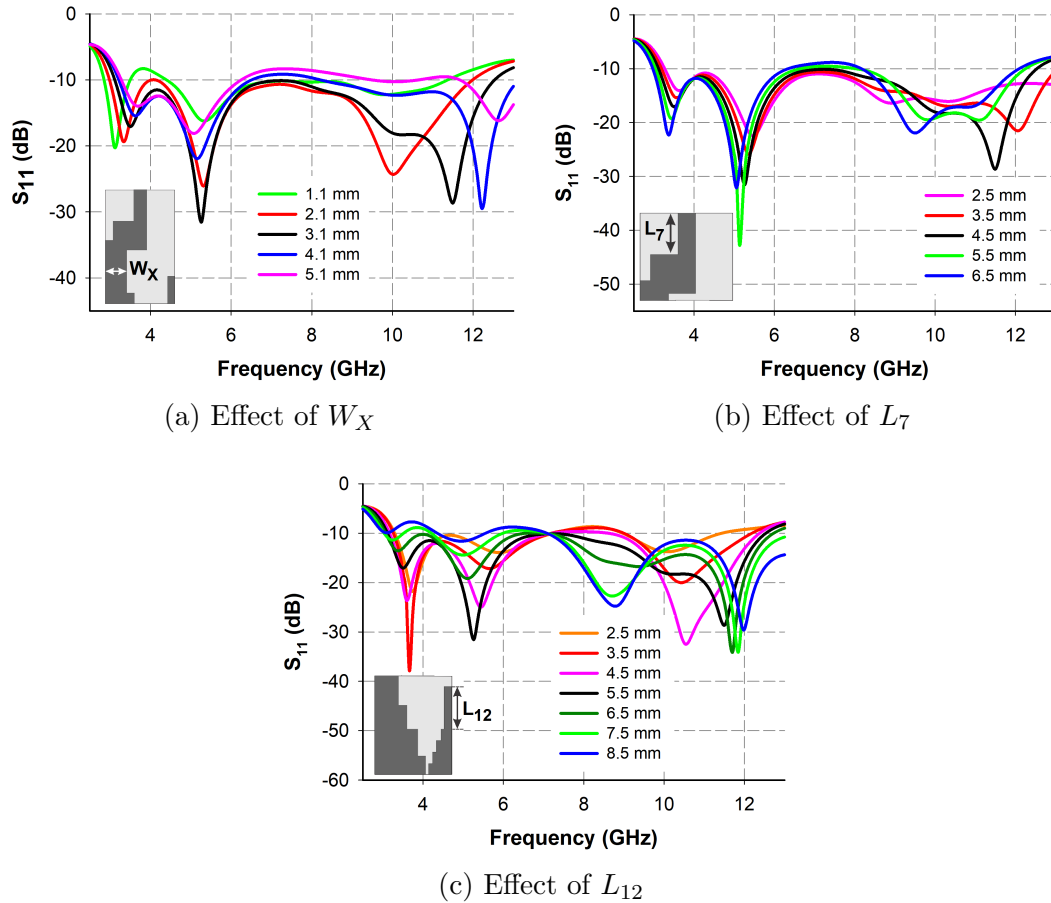 0
-10
-20
-30
-40
S11 (dB)
4
6
8
10
12
Frequency (GHz)
1.1 mm
2.1 mm
3.1 mm
4.1 mm
5.1 mm
WX
(a) Effect of WX
0
-10
-20
-30
-40
-50
S11 (dB)
4
6
8
10
12
Frequency (GHz)
2.5 mm
3.5 mm
4.5 mm
5.5 mm
6.5 mm
L7
(b) Effect of L7
0
-10
-20
-30
-40
-50
-60
S11 (dB)
4
6
8
10
12
Frequency (GHz)
2.5 mm
3.5 mm
4.5 mm
5.5 mm
6.5 mm
7.5 mm
8.5 mm
L12
(c) Effect of L12